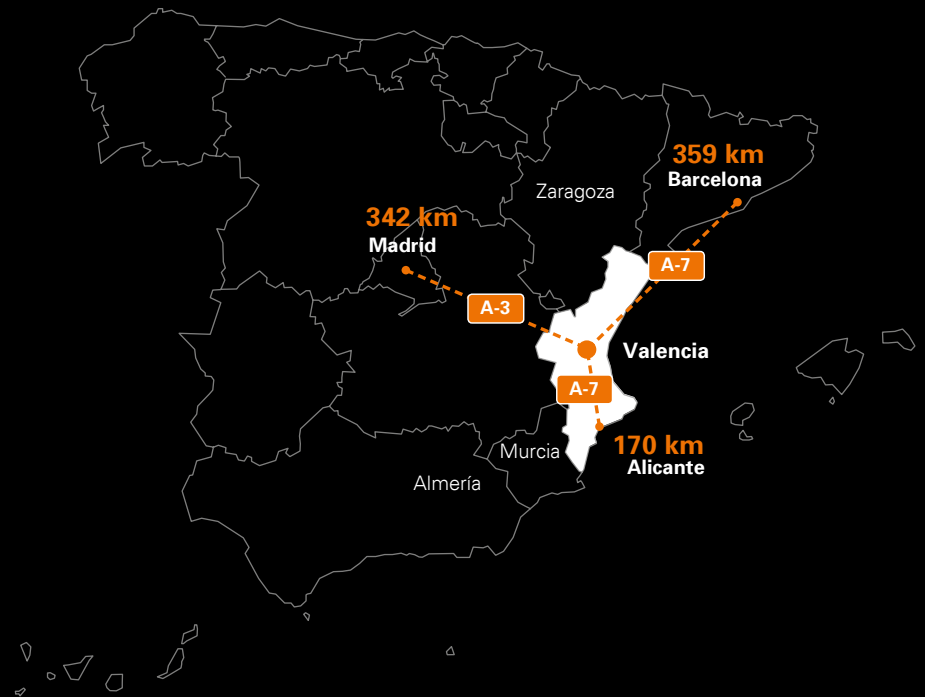 359 km
Barcelona
Zaragoza
342 km
Madrid
A-7
A-3
Valencia
A-7
170 km
Alicante
Murcia
Almería